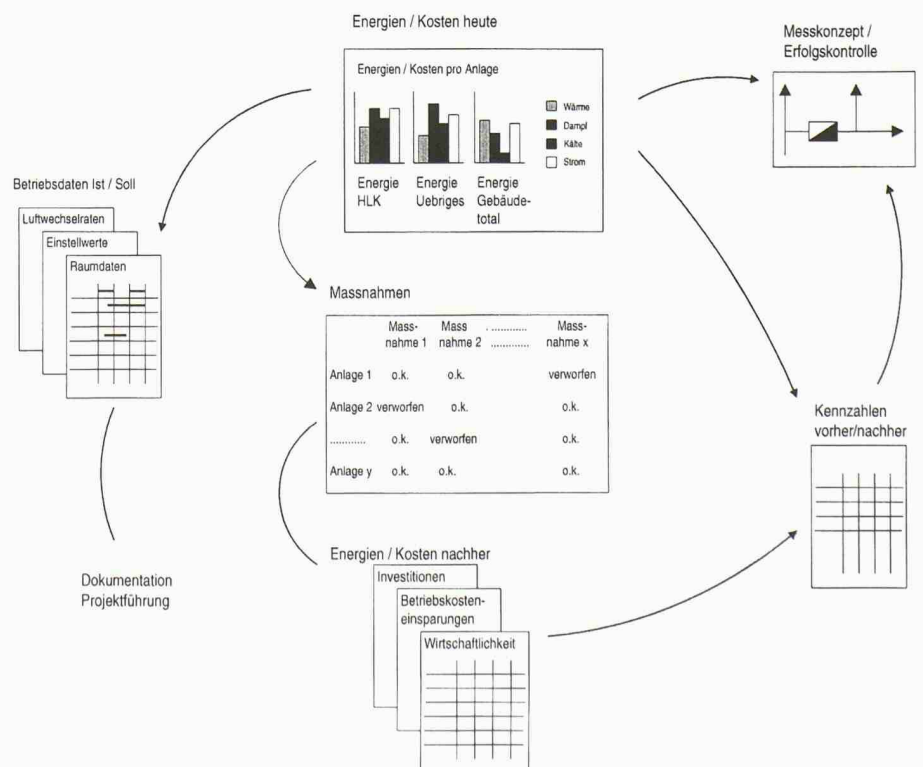 Energien / Kosten heute
Energien / Kosten pro Anlage
Wärme
Dampf
Kälte
Strom
Energie
HLK
Energie
Uebriges
Energie
Gebäude-
total
Messkonzept /
Erfolgskontrolle
Betriebsdaten Ist / Soll
Luftwechselraten
Einstellwerte
Raumdaten
Massnahmen
Mass-
nahme 1
Mass
nahme 2
............
............
Mass-
nahme x
Anlage 1 o.k. o.k. verworfen
Anlage 2 verworfen o.k. o.k.
............ o.k. verworfen o.k.
Anlage y o.k. o.k. o.k.
Kennzahlen
vorher/nachher
Energien / Kosten nachher
Investitionen
Betriebskosten-
einsparungen
Wirtschaftlichkeit
Dokumentation
Projektführung